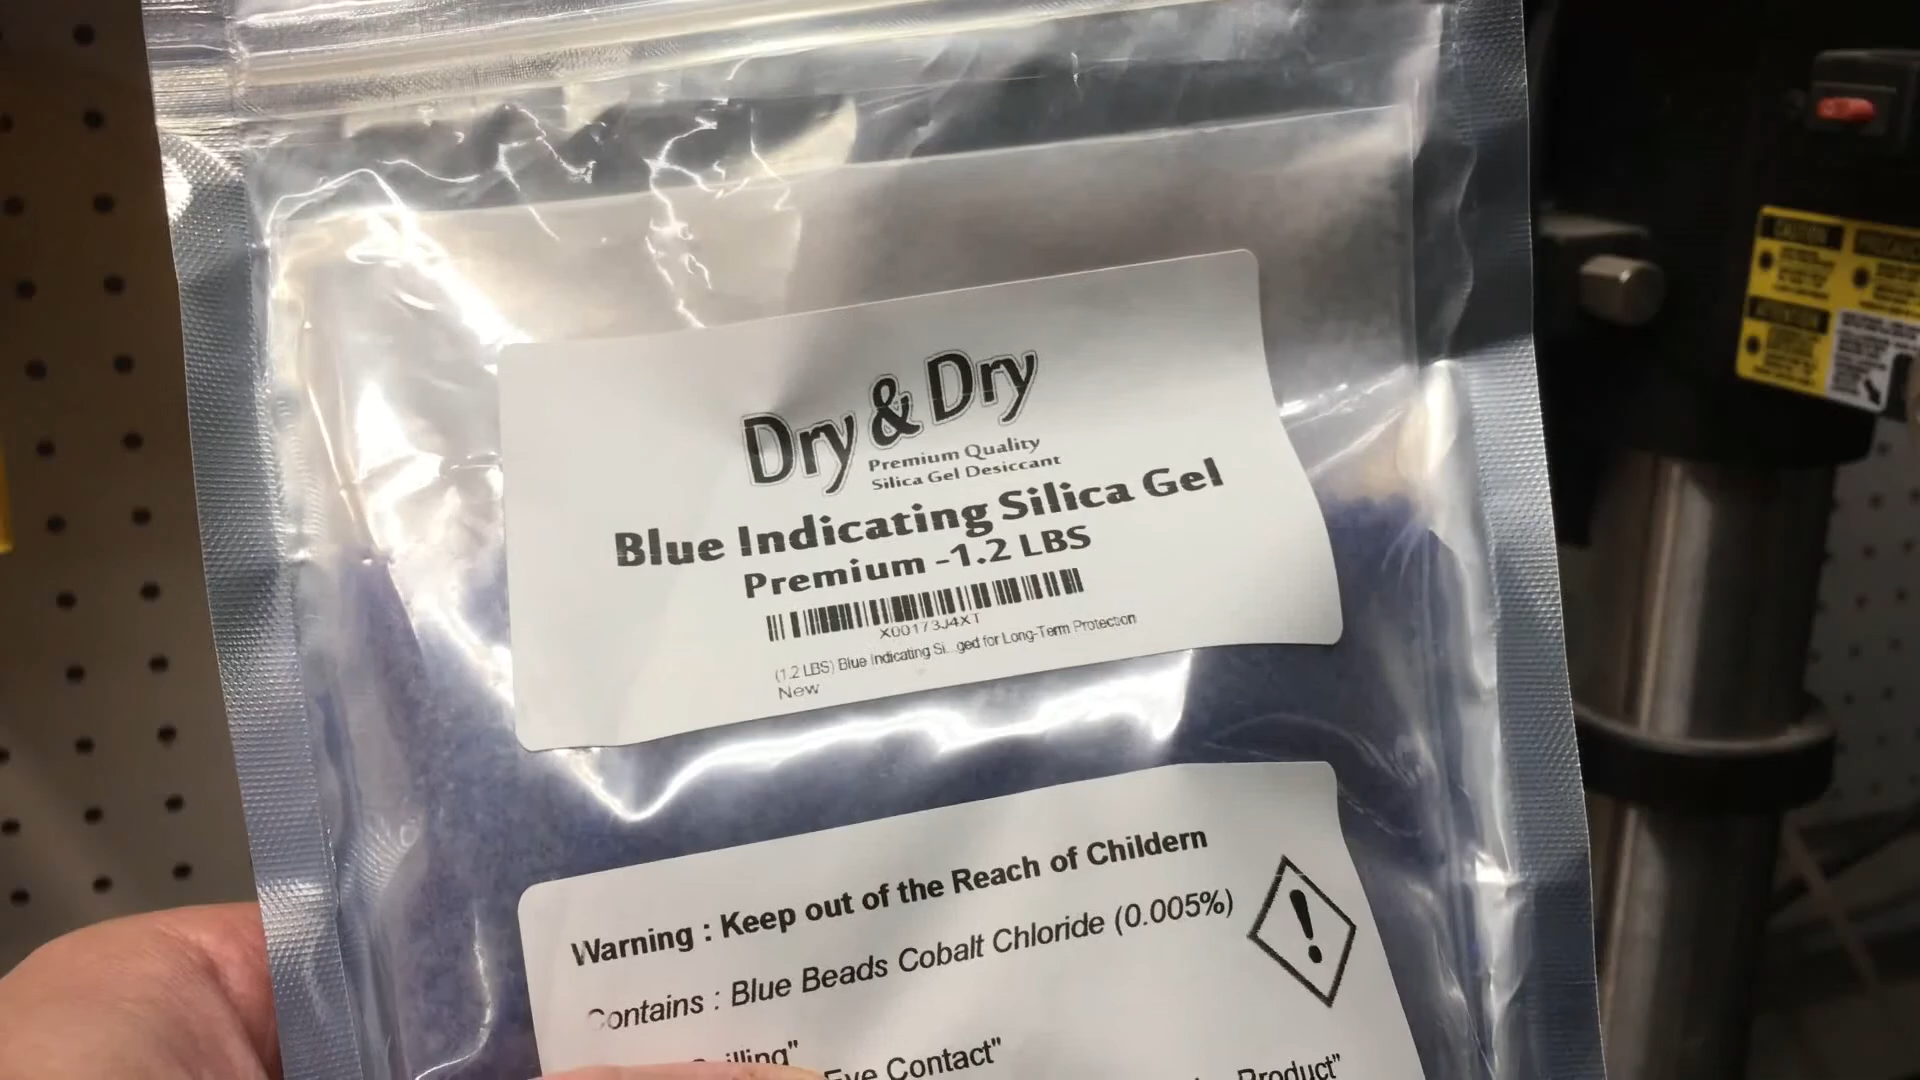 Dry & Dry
Premium Quality
Silica Gel Desiccant
Blue Indicating Silica Gel
Premium -1.2 LBS
X00173J4XT
(1.2 LBS) Blue Indicating Si...ged for Long-Term Protection
New
Warning : Keep out of the Reach of Childern
Contains : Blue Beads Cobalt Chloride (0.005%)
Eye Contact"
Product"
CAUTION